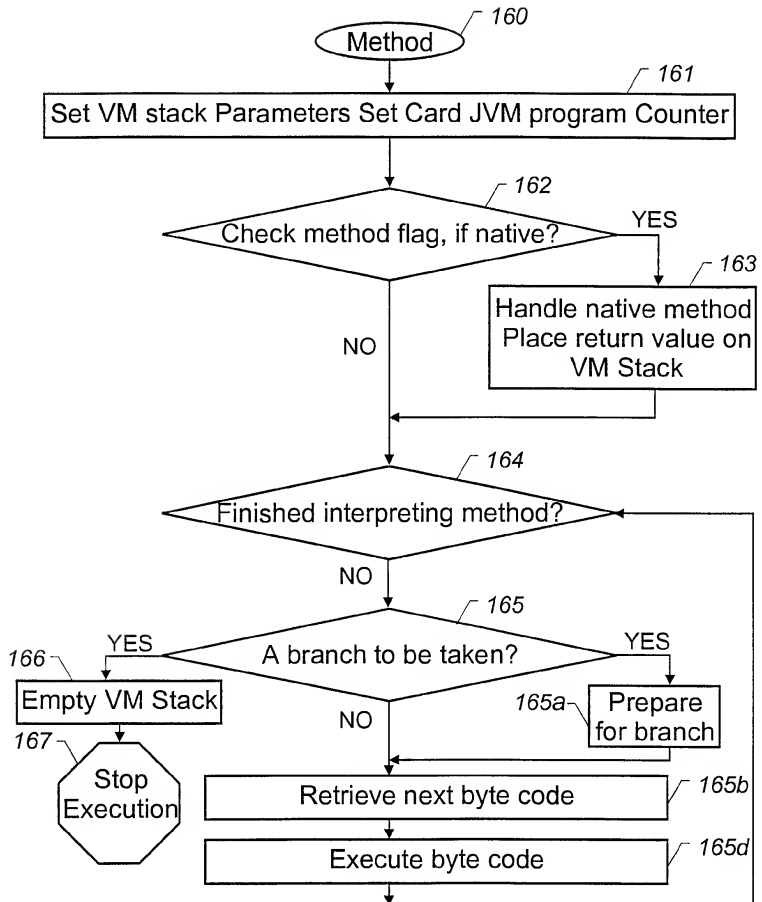 Method
160
161
Set VM stack Parameters Set Card JVM program Counter
162
Check method flag, if native?
YES
163
Handle native method
Place return value on
VM Stack
NO
164
Finished interpreting method?
NO
165
YES
A branch to be taken?
YES
166
Empty VM Stack
165a
Prepare
for branch
NO
167
Stop
Execution
Retrieve next byte code
165b
Execute byte code
165d